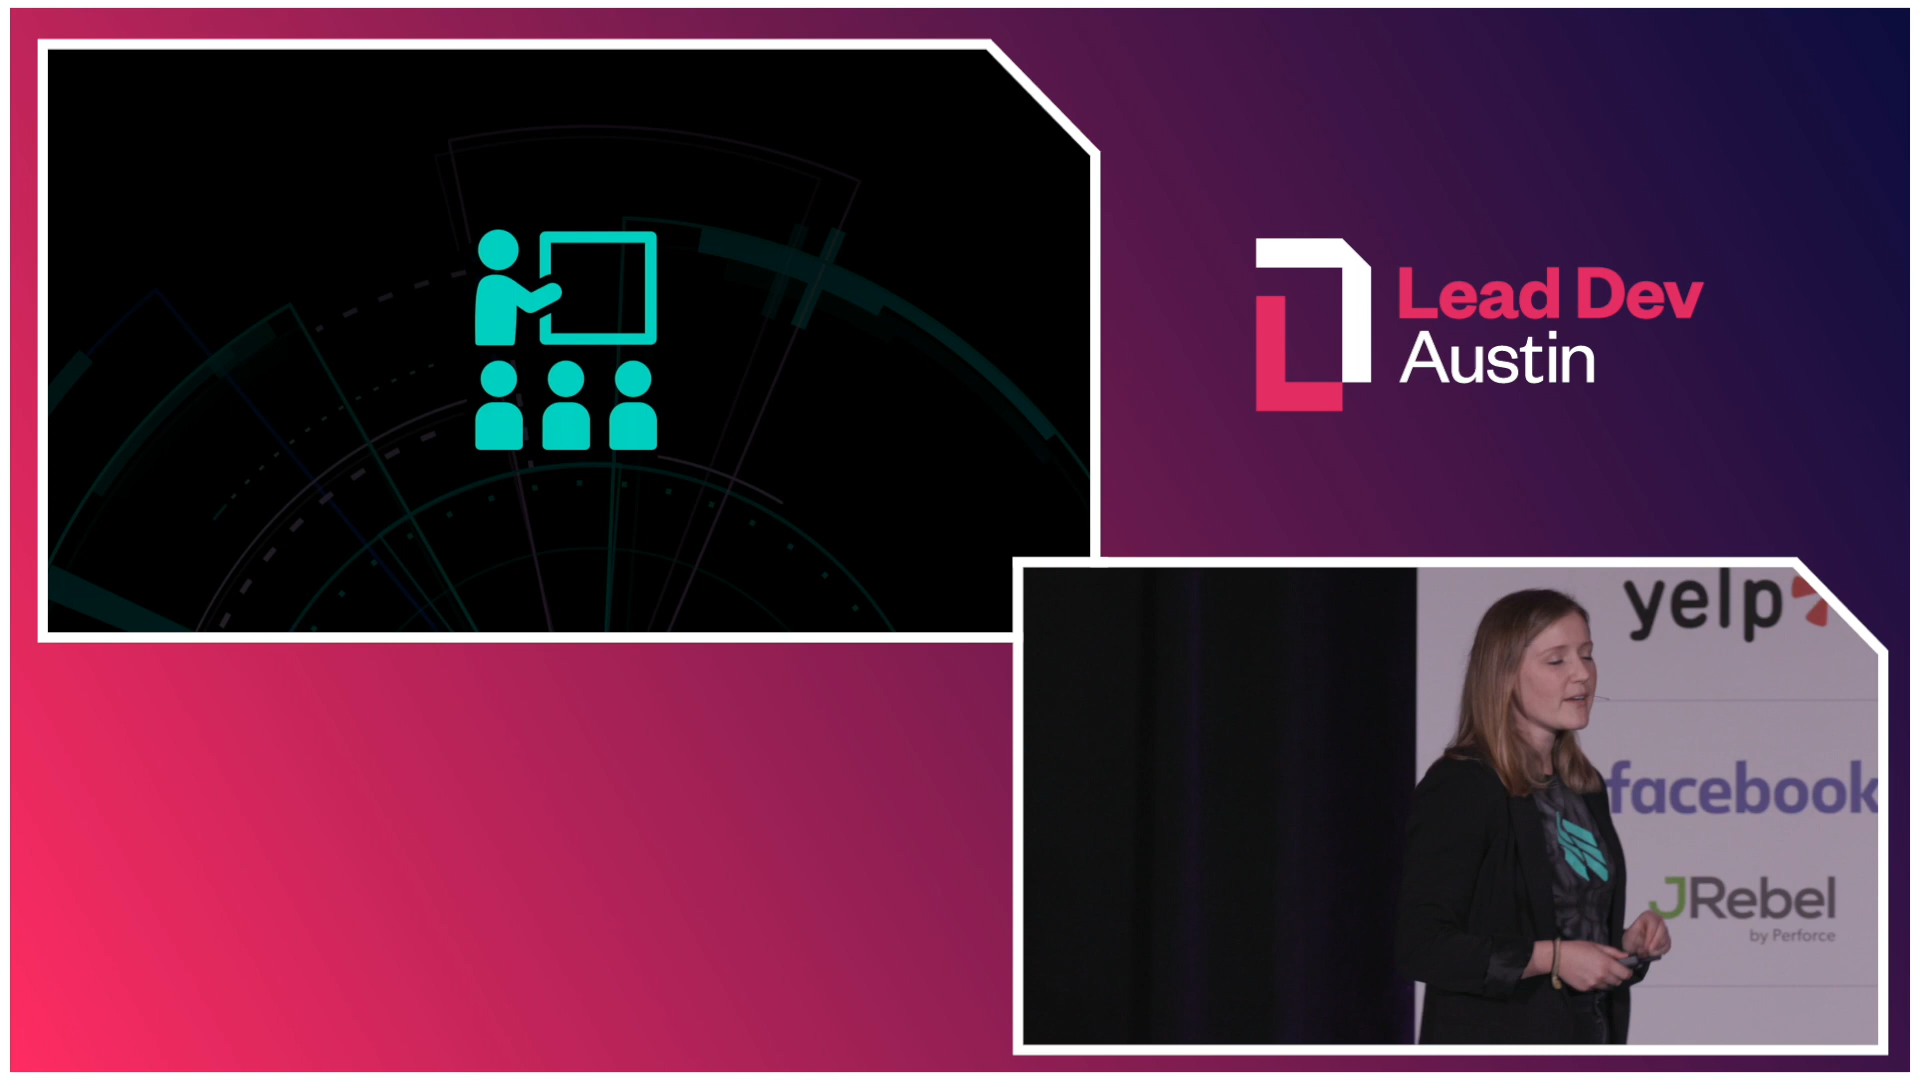 Lead Dev
Austin
yelp
facebook
JRebel
by Perforce